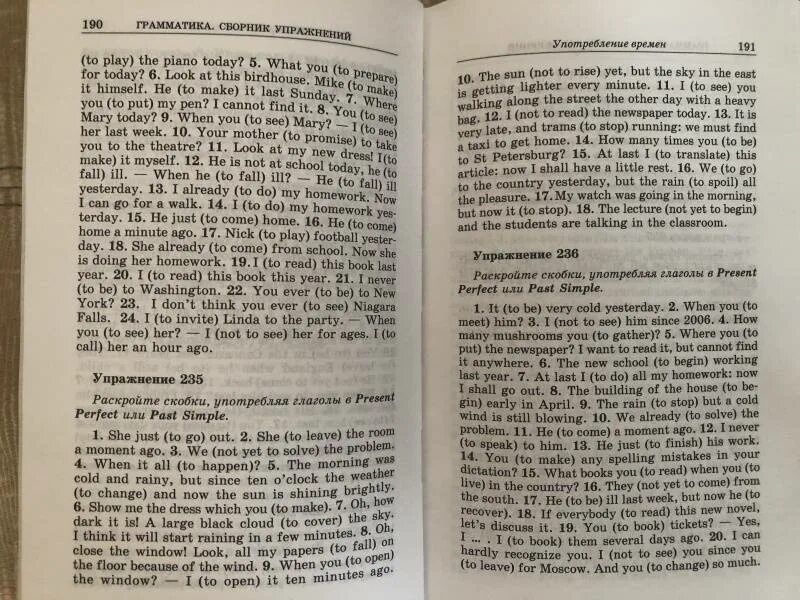 190 ГРАММАТИКА. СБОРНИК УПРАЖНЕНИЙ
(to play) the piano today? 5. What you (to prepare)
for today? 6. Look at this birdhouse. Mike (to make)
it himself. He (to make) it last Sunday. 7. Where
you (to put) my pen? I cannot find it. 8. You (to see)
Mary today? 9. When you (to see) Mary? — I (to see)
her last week. 10. Your mother (to promise) to take
you to the theatre? 11. Look at my new dress! I (to
make) it myself. 12. He is not at school today, he (to
fall) ill. — When he (to fall) ill? — He (to fall) ill
yesterday. 13. I already (to do) my homework. Now
I can go for a walk. 14. I (to do) my homework yes-
terday. 15. He just (to come) home. 16. He (to come)
home a minute ago. 17. Nick (to play) football yester-
day. 18. She already (to come) from school. Now she
is doing her homework. 19. I (to read) this book last
year. 20. I (to read) this book this year. 21. I never
(to be) to Washington. 22. You ever (to be) to New
York? 23. I don't think you ever (to see) Niagara
Falls. 24. I (to invite) Linda to the party. — When
you (to see) her? — I (not to see) her for ages. I (to
call) her an hour ago.
Упражнение 235
Раскройте скобки, употребляя глаголы в Present
Perfect или Past Simple.
1. She just (to go) out. 2. She (to leave) the room
a moment ago. 3. We (not yet to solve) the problem.
4. When it all (to happen)? 5. The morning was
cold and rainy, but since ten o'clock the weather
(to change) and now the sun is shining brightly.
6. Show me the dress which you (to make). 7. Oh, how
dark it is! A large black cloud (to cover) the sky.
I think it will start raining in a few minutes. 8. Oh,
close the window! Look, all my papers (to fall) on
the floor because of the wind. 9. When you (to open)
the window? — I (to open) it ten minutes ago.
Употребление времен 191
10. The sun (not to rise) yet, but the sky in the east
is getting lighter every minute. 11. I (to see) you
walking along the street the other day with a heavy
bag. 12. I (not to read) the newspaper today. 13. It is
very late, and trams (to stop) running: we must find
a taxi to get home. 14. How many times you (to be)
to St Petersburg? 15. At last I (to translate) this
article: now I shall have a little rest. 16. We (to go)
to the country yesterday, but the rain (to spoil) all
the pleasure. 17. My watch was going in the morning,
but now it (to stop). 18. The lecture (not yet to begin)
and the students are talking in the classroom.
Упражнение 236
Раскройте скобки, употребляя глаголы в Present
Perfect или Past Simple.
1. It (to be) very cold yesterday. 2. When you (to
meet) him? 3. I (not to see) him since 2006. 4. How
many mushrooms you (to gather)? 5. Where you (to
put) the newspaper? I want to read it, but cannot find
it anywhere. 6. The new school (to begin) working
last year. 7. At last I (to do) all my homework: now
I shall go out. 8. The building of the house (to be-
gin) early in April. 9. The rain (to stop) but a cold
wind is still blowing. 10. We already (to solve) the
problem. 11. He (to come) a moment ago. 12. I never
(to speak) to him. 13. He just (to finish) his work.
14. You (to make) any spelling mistakes in your
dictation? 15. What books you (to read) when you (to
live) in the country? 16. They (not yet to come) from
the south. 17. He (to be) ill last week, but now he (to
recover). 18. If everybody (to read) this new novel,
let's discuss it. 19. You (to book) tickets? — Yes,
I ... . I (to book) them several days ago. 20. I can
hardly recognize you. I (not to see) you since you
(to leave) for Moscow. And you (to change) so much.